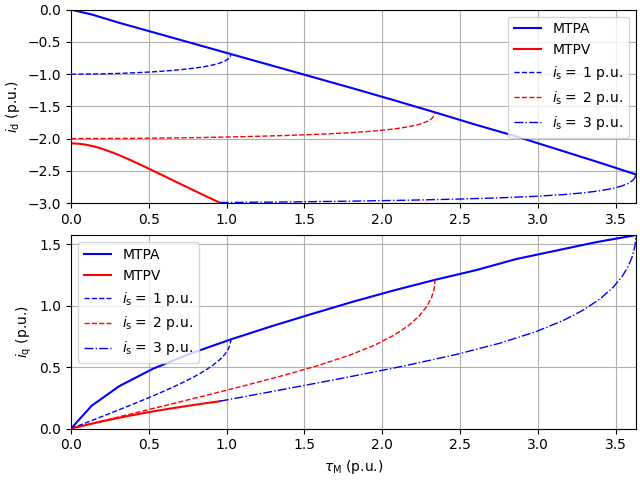 0.0
−0.5
−1.0
−1.5
−2.0
−2.5
−3.0
i_d (p.u.)
MTPA
MTPV
i_s = 1 p.u.
i_s = 2 p.u.
i_s = 3 p.u.
0.0 0.5 1.0 1.5 2.0 2.5 3.0 3.5
1.5
1.0
0.5
0.0
i_q (p.u.)
MTPA
MTPV
i_s = 1 p.u.
i_s = 2 p.u.
i_s = 3 p.u.
0.0 0.5 1.0 1.5 2.0 2.5 3.0 3.5
τ_M (p.u.)